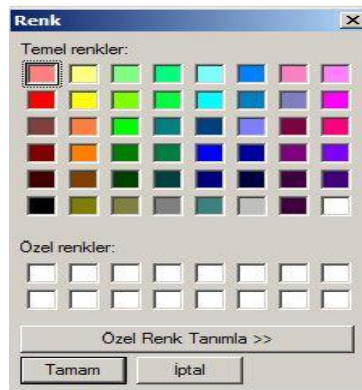 Renk
Temel renkler:
Özel renkler:
Özel Renk Tanımla >>
Tamam
İptal